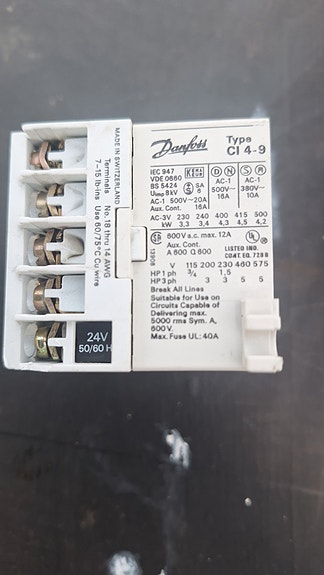 MADE IN SWITZERLAND
Terminals No. 18 thru 14 AWG
7-15 lb-ins Use 60/75°C Cu wire
24V
50/60 H
Danfoss
Type
CI 4-9
IEC 947
VDE 0660
BS 5424
Uimp 8kV
KEMA
D N
AC-1
500V~
16A
S
AC-1
380V~
10A
SA
6
AC-1 500V~20A
Aux. Cont. 16A
AC-3V 230 240 400 415 500
kW 3,3 3,4 4,3 4,5 4,2
600V a.c. max. 12A
Aux. Cont.
A 600 Q 600
LISTED IND.
CONT. EQ. 72 B 8
V 115 200 230 460 575
HP 1 ph 3/4 1,5
HP 3 ph 3 3 5 5
Break All Lines
Suitable for Use on
Circuits Capable of
Delivering max.
5000 rms Sym. A,
600V.
Max. Fuse UL: 40A